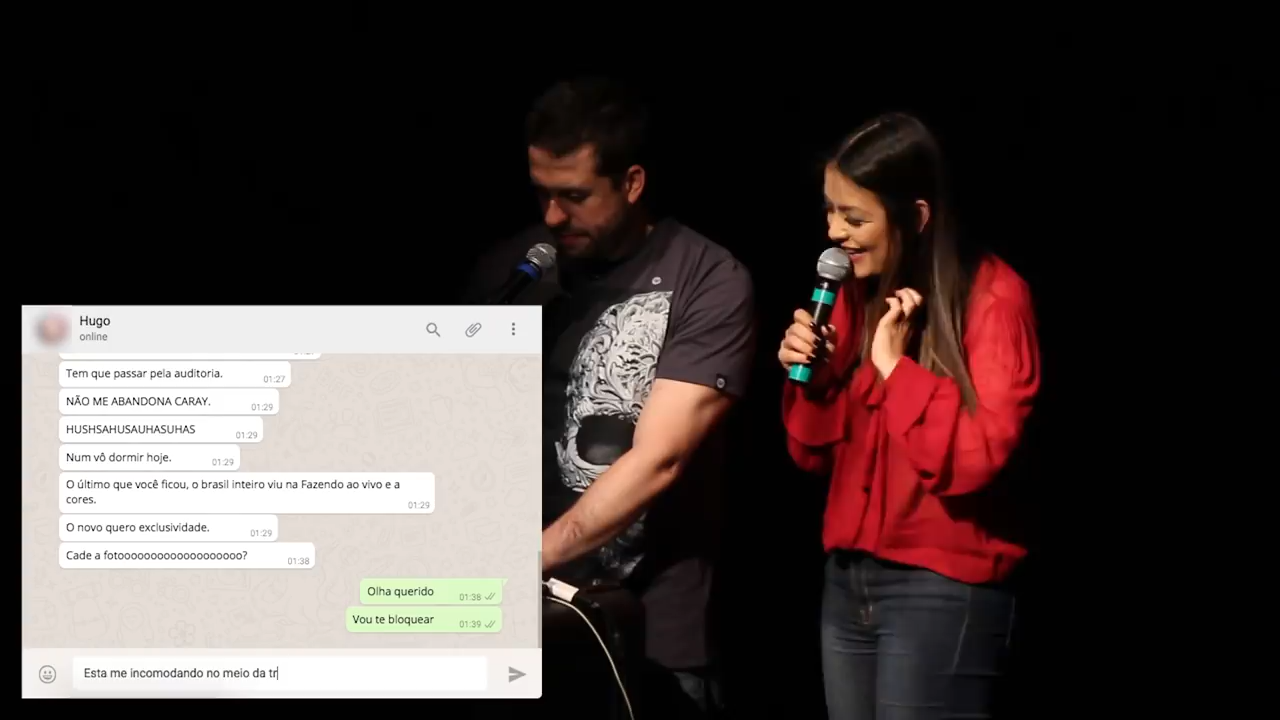 Hugo
online
Tem que passar pela auditoria.
01:27
NÃO ME ABANDONA CARAY.
01:29
HUSHSAHUSAUHASUHAS
01:29
Num vô dormir hoje.
01:29
O último que você ficou, o brasil inteiro viu na Fazendo ao vivo e a
cores.
01:29
O novo quero exclusividade.
01:29
Cade a fotooooooooooooooooooo?
01:38
Olha querido
01:38
Vou te bloquear
01:39
Esta me incomodando no meio da tr